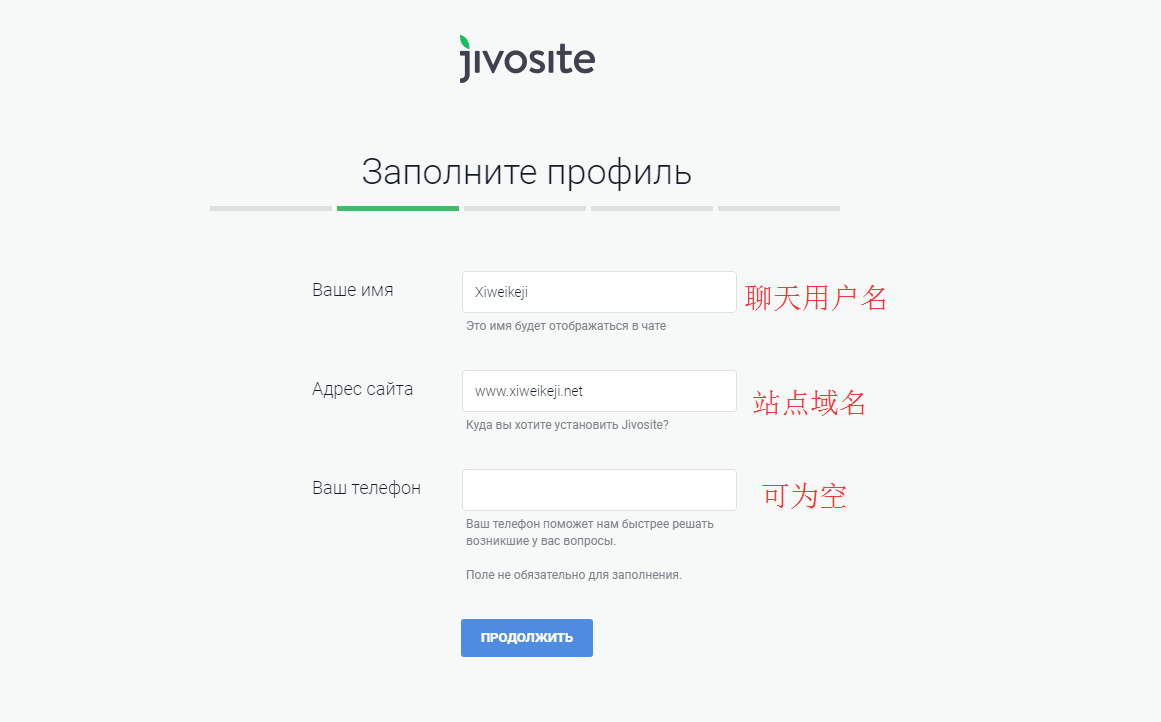 jivosite
Заполните профиль
Ваше имя
Xiweikeji
聊天用户名
Это имя будет отображаться в чате
Адрес сайта
www.xiweikeji.net
站点域名
Куда вы хотите установить Jivosite?
Ваш телефон
可为空
Ваш телефон поможет нам быстрее решать
возникшие у вас вопросы.
Поле не обязательно для заполнения.
ПРОДОЛЖИТЬ